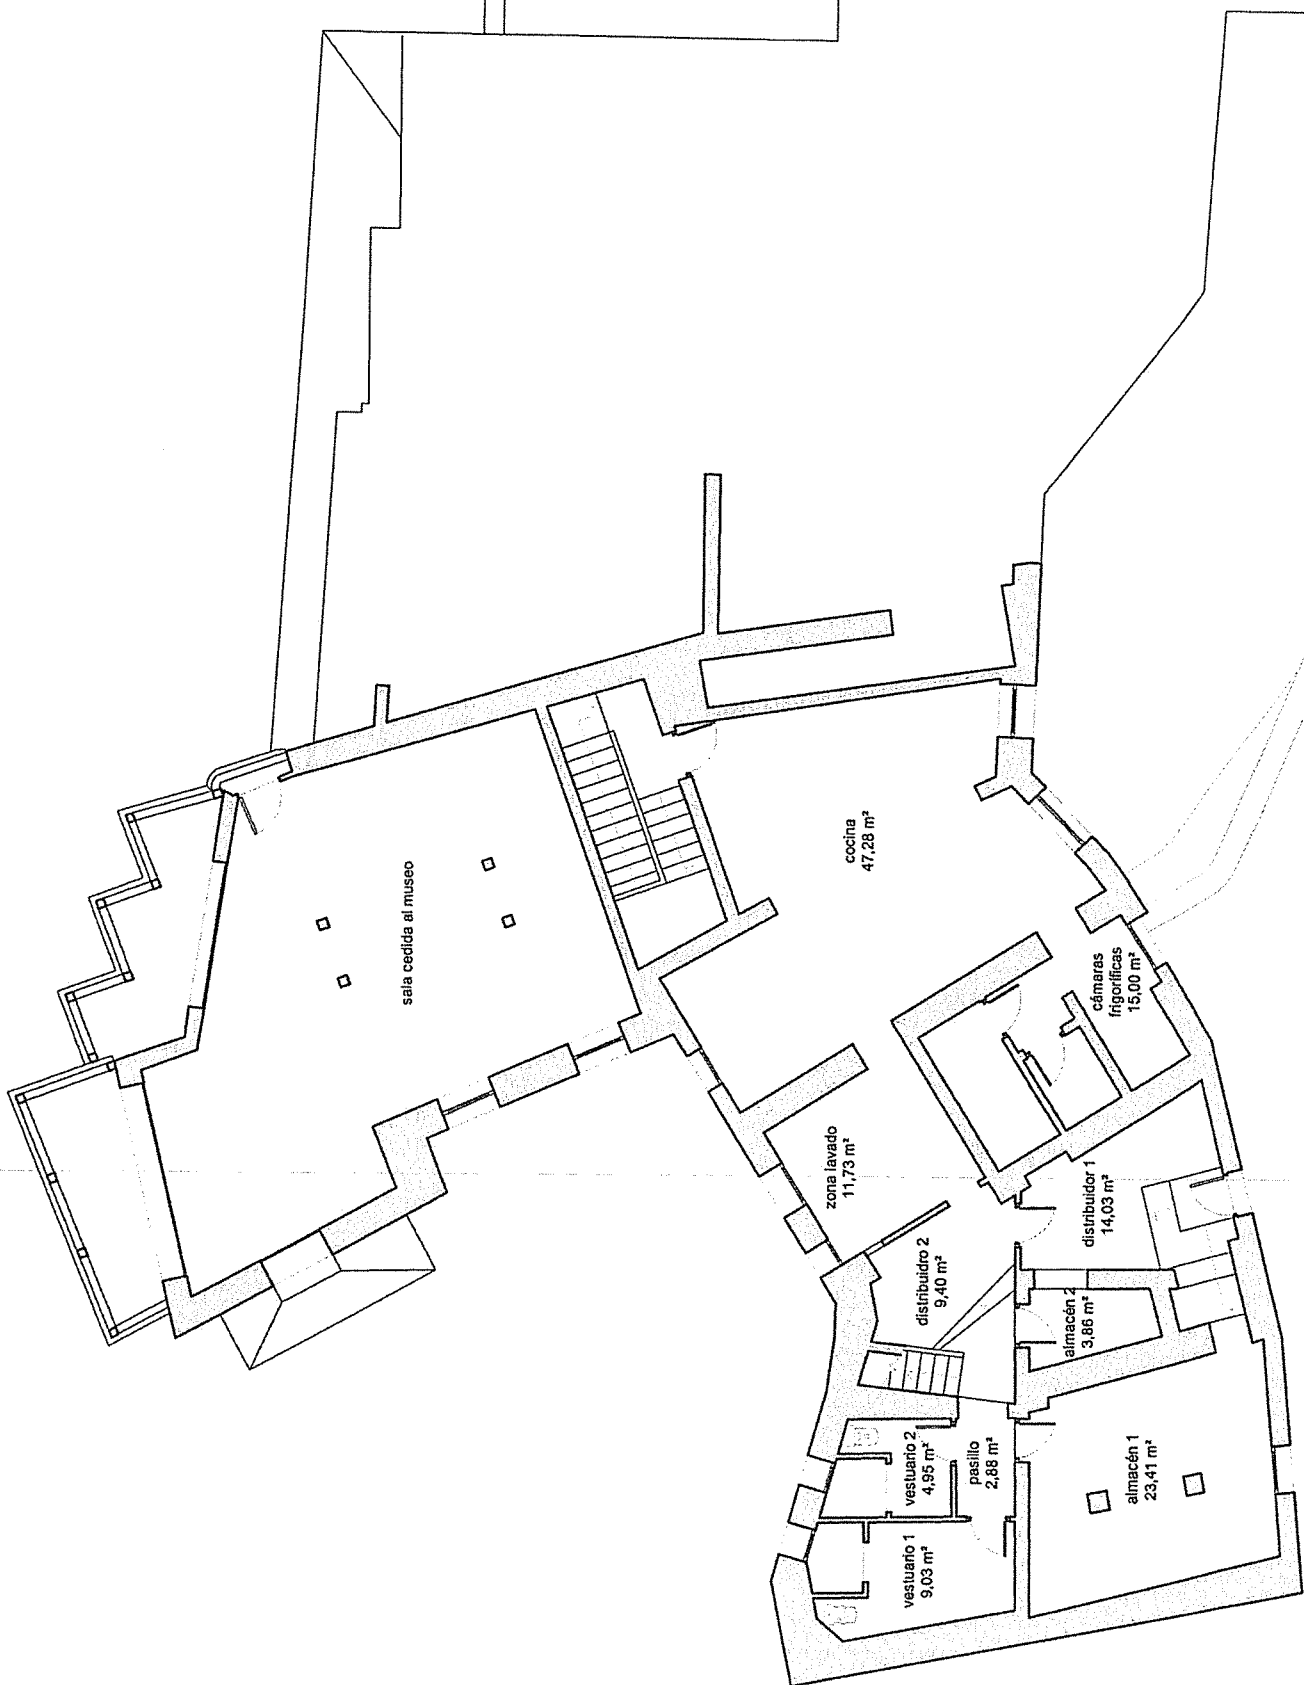 sala cedida al museo
cocina
47,28 m²
cámaras
frigoríficas
15,00 m²
zona lavado
11,73 m²
distribuidor 1
14,03 m²
distribuidro 2
9,40 m²
almacén 2
3,86 m²
vestuario 2
4,95 m²
pasillo
2,88 m²
almacén 1
23,41 m²
vestuario 1
9,03 m²